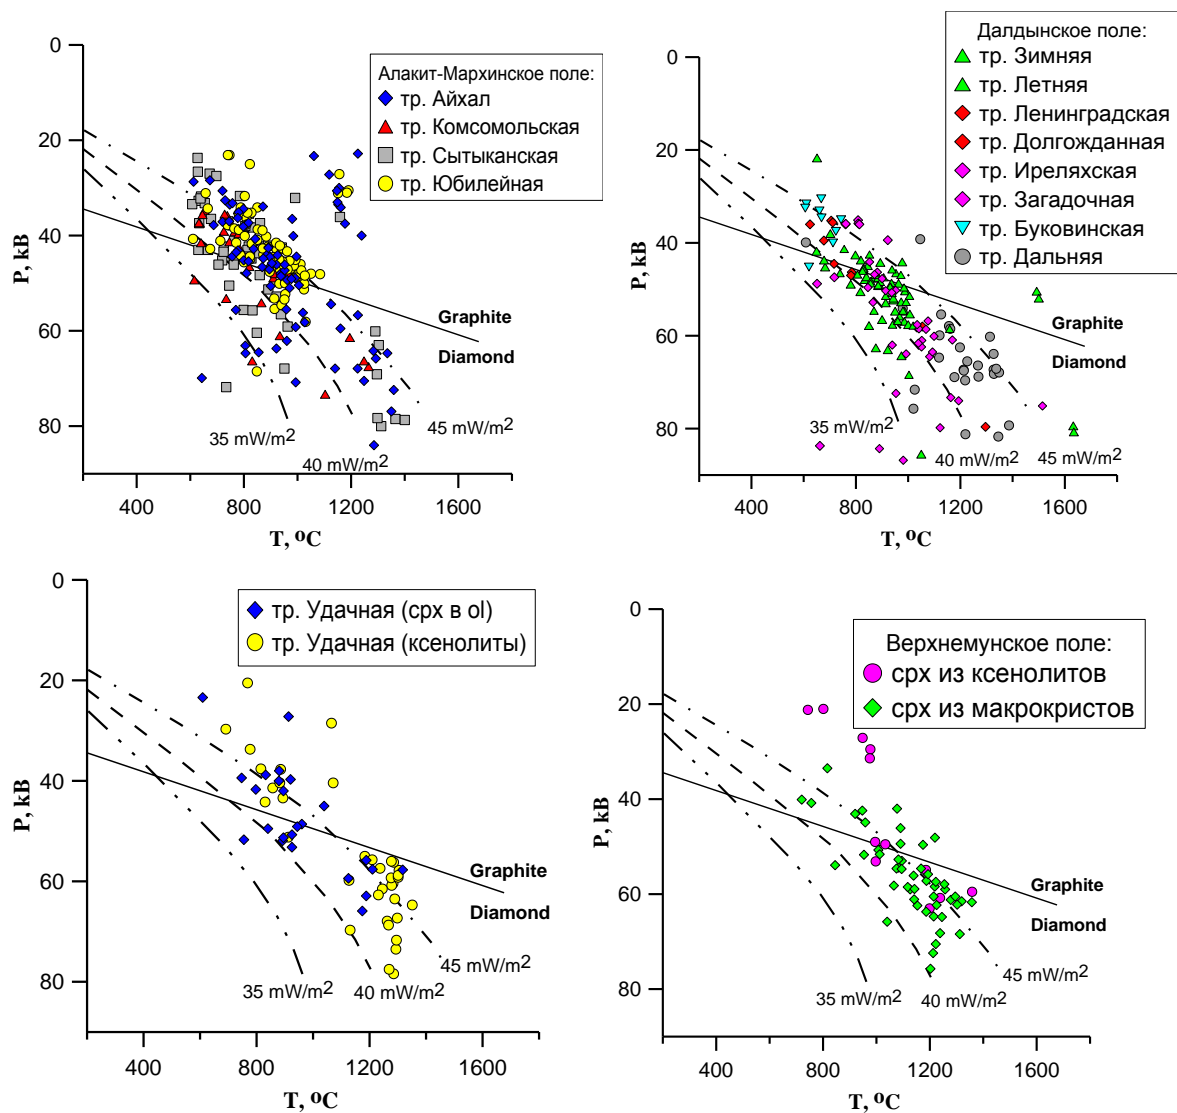 Алакит-Мархинское поле:
тр. Айхал
тр. Комсомольская
тр. Сытыканская
тр. Юбилейная
0
20
40
60
80
P, kB
Graphite
Diamond
35 mW/m2
40 mW/m2
45 mW/m2
400
800
1200
1600
T, oC
Далдынское поле:
тр. Зимняя
тр. Летняя
тр. Ленинградская
тр. Долгожданная
тр. Иреляхская
тр. Загадочная
тр. Буковинская
тр. Дальняя
0
20
40
60
80
P, kB
Graphite
Diamond
35 mW/m2
40 mW/m2
45 mW/m2
400
800
1200
1600
T, oC
тр. Удачная (cpx в ol)
тр. Удачная (ксенолиты)
0
20
40
60
80
P, kB
Graphite
Diamond
45 mW/m2
35 mW/m2
40 mW/m2
400
800
1200
1600
T, oC
Верхнемунское поле:
cpx из ксенолитов
cpx из макрокристов
0
20
40
60
80
P, kB
Graphite
Diamond
45 mW/m2
35 mW/m2
40 mW/m2
400
800
1200
1600
T, oC